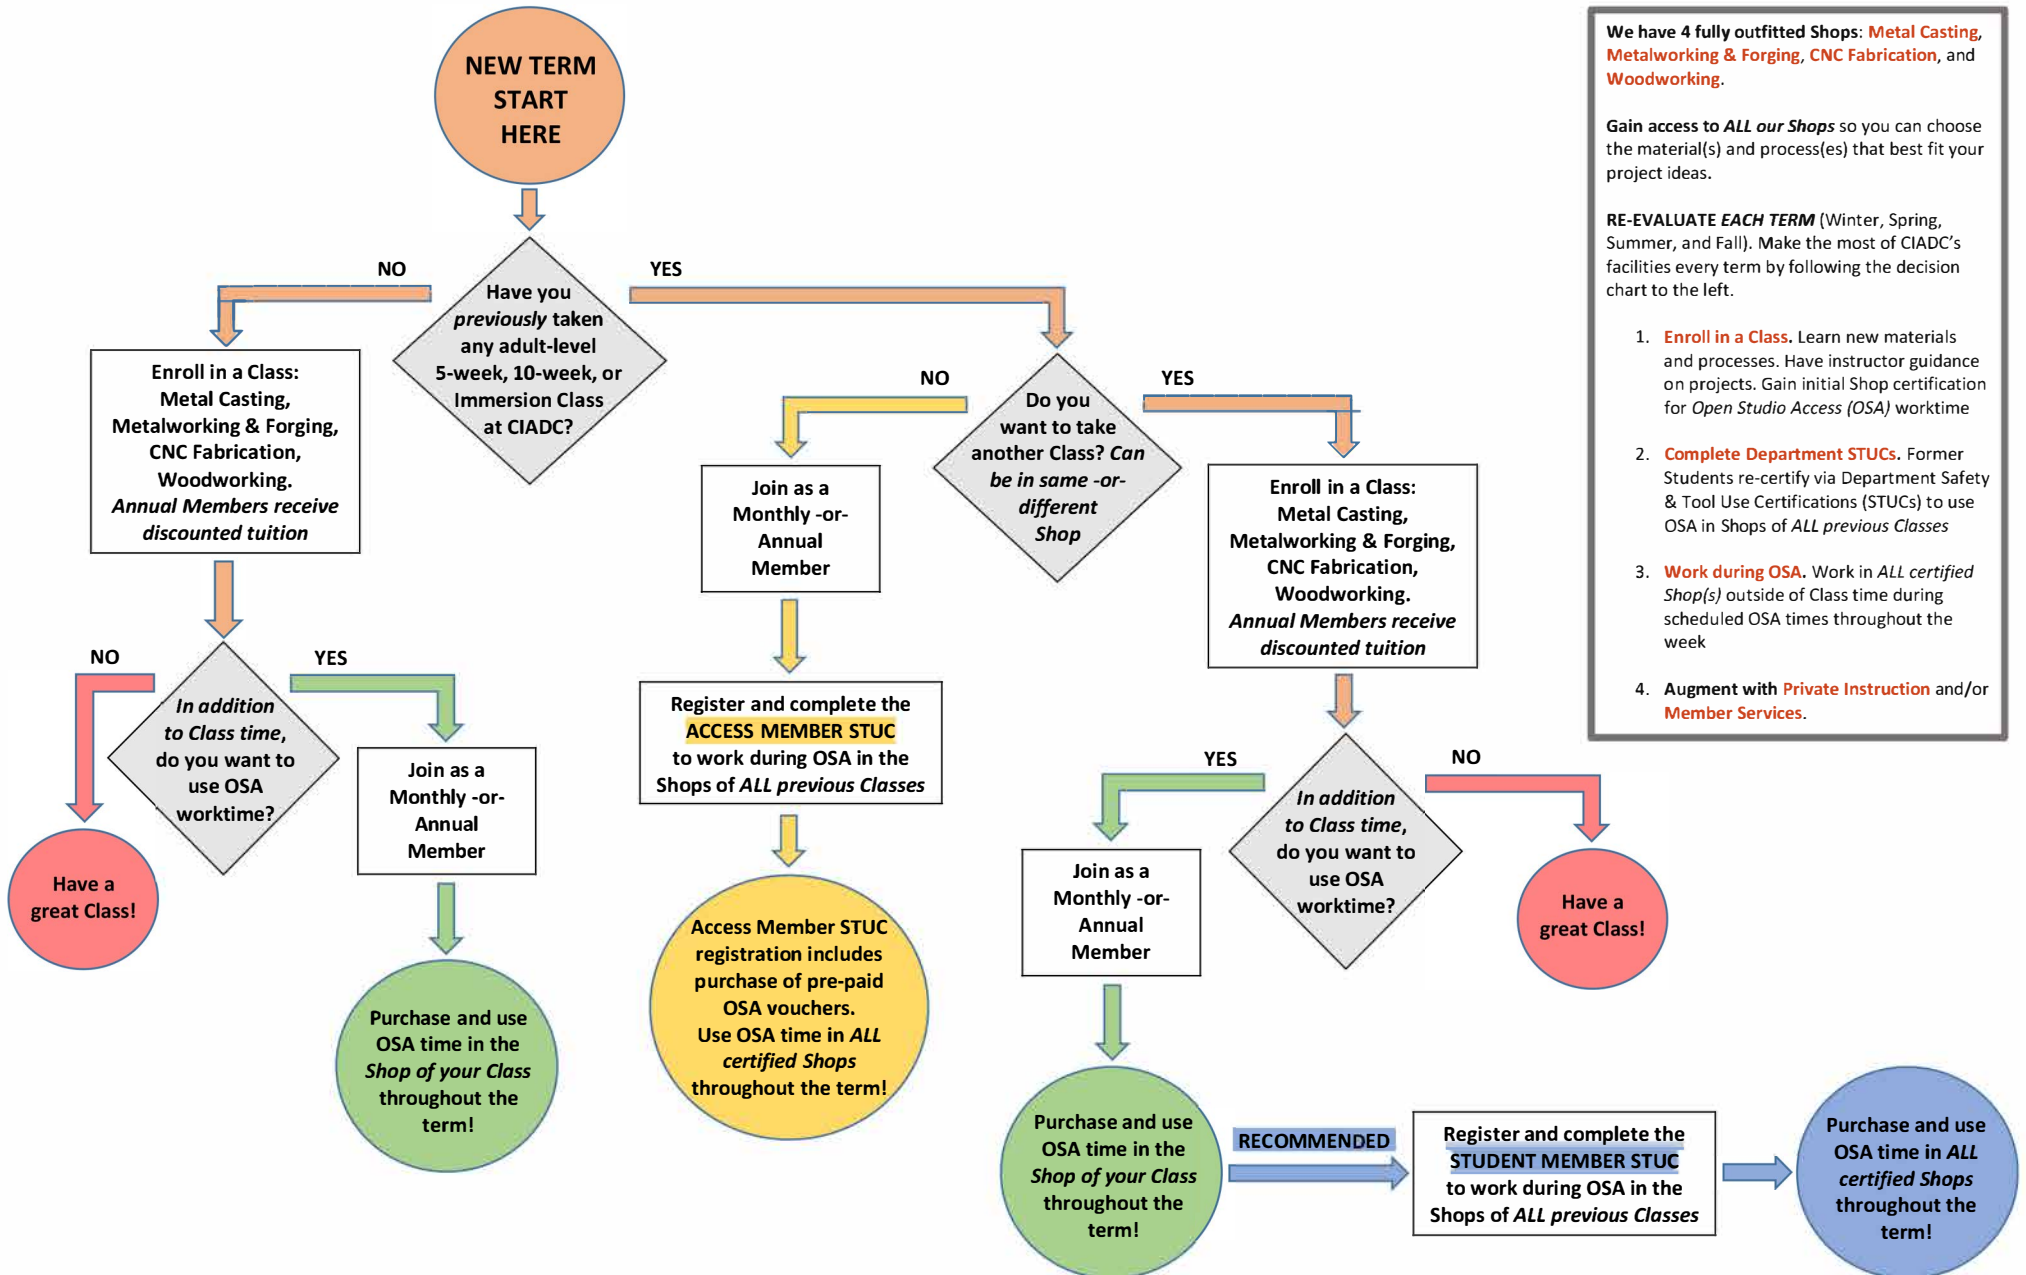 NEW TERM
START
HERE
NO
YES
Have you
previously taken
any adult-level
5-week, 10-week, or
Immersion Class
at CIADC?
Enroll in a Class:
Metal Casting,
Metalworking & Forging,
CNC Fabrication,
Woodworking.
Annual Members receive
discounted tuition
NO
YES
In addition
to Class time,
do you want to
use OSA
worktime?
Have a
great Class!
Join as a
Monthly -or-
Annual
Member
Purchase and use
OSA time in the
Shop of your Class
throughout the
term!
NO
YES
Do you
want to take
another Class? Can
be in same -or-
different
Shop
Join as a
Monthly -or-
Annual
Member
Register and complete the
ACCESS MEMBER STUC
to work during OSA in the
Shops of ALL previous Classes
Access Member STUC
registration includes
purchase of pre-paid
OSA vouchers.
Use OSA time in ALL
certified Shops
throughout the term!
Enroll in a Class:
Metal Casting,
Metalworking & Forging,
CNC Fabrication,
Woodworking.
Annual Members receive
discounted tuition
YES
NO
In addition
to Class time,
do you want to
use OSA
worktime?
Have a
great Class!
Join as a
Monthly -or-
Annual
Member
Purchase and use
OSA time in the
Shop of your Class
throughout the
term!
RECOMMENDED
Register and complete the
STUDENT MEMBER STUC
to work during OSA in the
Shops of ALL previous Classes
Purchase and use
OSA time in ALL
certified Shops
throughout the
term!
We have 4 fully outfitted Shops: Metal Casting,
Metalworking & Forging, CNC Fabrication, and
Woodworking.
Gain access to ALL our Shops so you can choose
the material(s) and process(es) that best fit your
project ideas.
RE-EVALUATE EACH TERM (Winter, Spring,
Summer, and Fall). Make the most of CIADC's
facilities every term by following the decision
chart to the left.
1. Enroll in a Class. Learn new materials
and processes. Have instructor guidance
on projects. Gain initial Shop certification
for Open Studio Access (OSA) worktime
2. Complete Department STUCs. Former
Students re-certify via Department Safety
& Tool Use Certifications (STUCs) to use
OSA in Shops of ALL previous Classes
3. Work during OSA. Work in ALL certified
Shop(s) outside of Class time during
scheduled OSA times throughout the
week
4. Augment with Private Instruction and/or
Member Services.